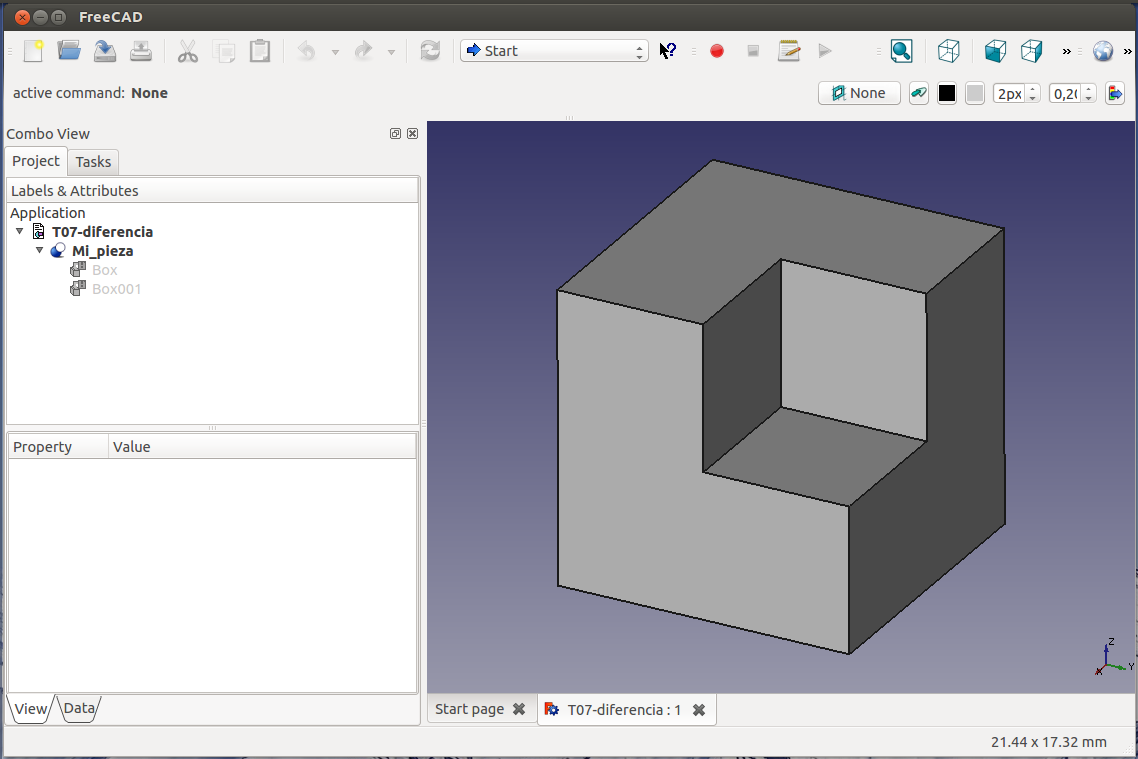 FreeCAD
Start
active command: None
None
2px
0,20
Combo View
Project
Tasks
Labels & Attributes
Application
T07-diferencia
Mi_pieza
Box
Box001
Property
Value
View
Data
Z
Y
X
Start page
T07-diferencia : 1
21.44 x 17.32 mm